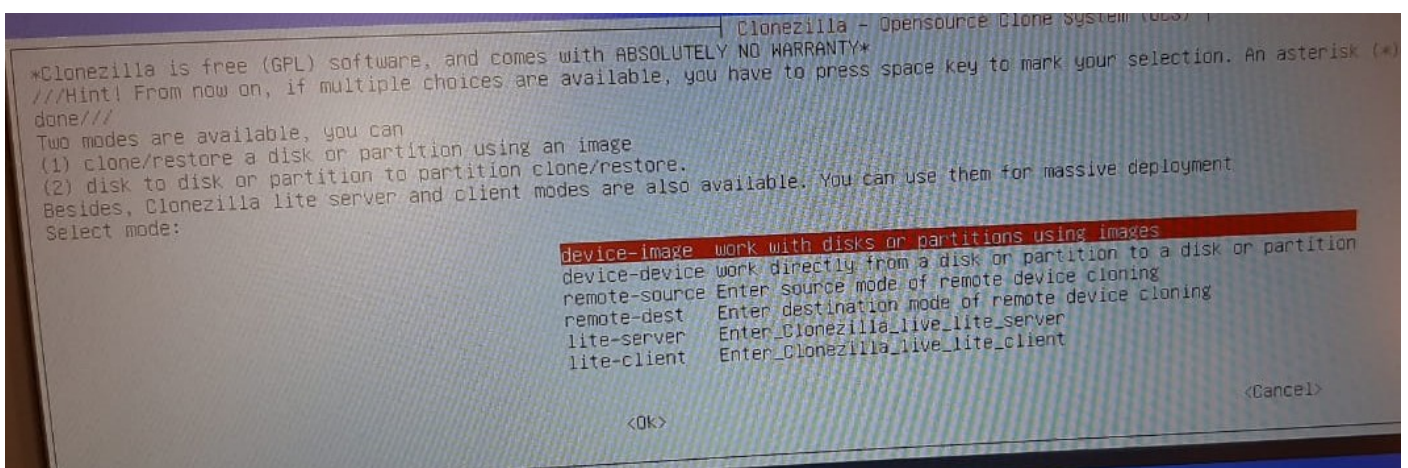 Clonezilla - Opensource Clone System (OCS)
*Clonezilla is free (GPL) software, and comes with ABSOLUTELY NO WARRANTY*
///Hint! From now on, if multiple choices are available, you have to press space key to mark your selection. An asterisk (*)
done///
Two modes are available, you can
(1) clone/restore a disk or partition using an image
(2) disk to disk or partition to partition clone/restore.
Besides, Clonezilla lite server and client modes are also available. You can use them for massive deployment
Select mode:
device-image work with disks or partitions using images
device-device work directly from a disk or partition to a disk or partition
remote-source Enter source mode of remote device cloning
remote-dest Enter destination mode of remote device cloning
lite-server Enter_Clonezilla_live_lite_server
lite-client Enter_Clonezilla_live_lite_client
<Ok> <Cancel>